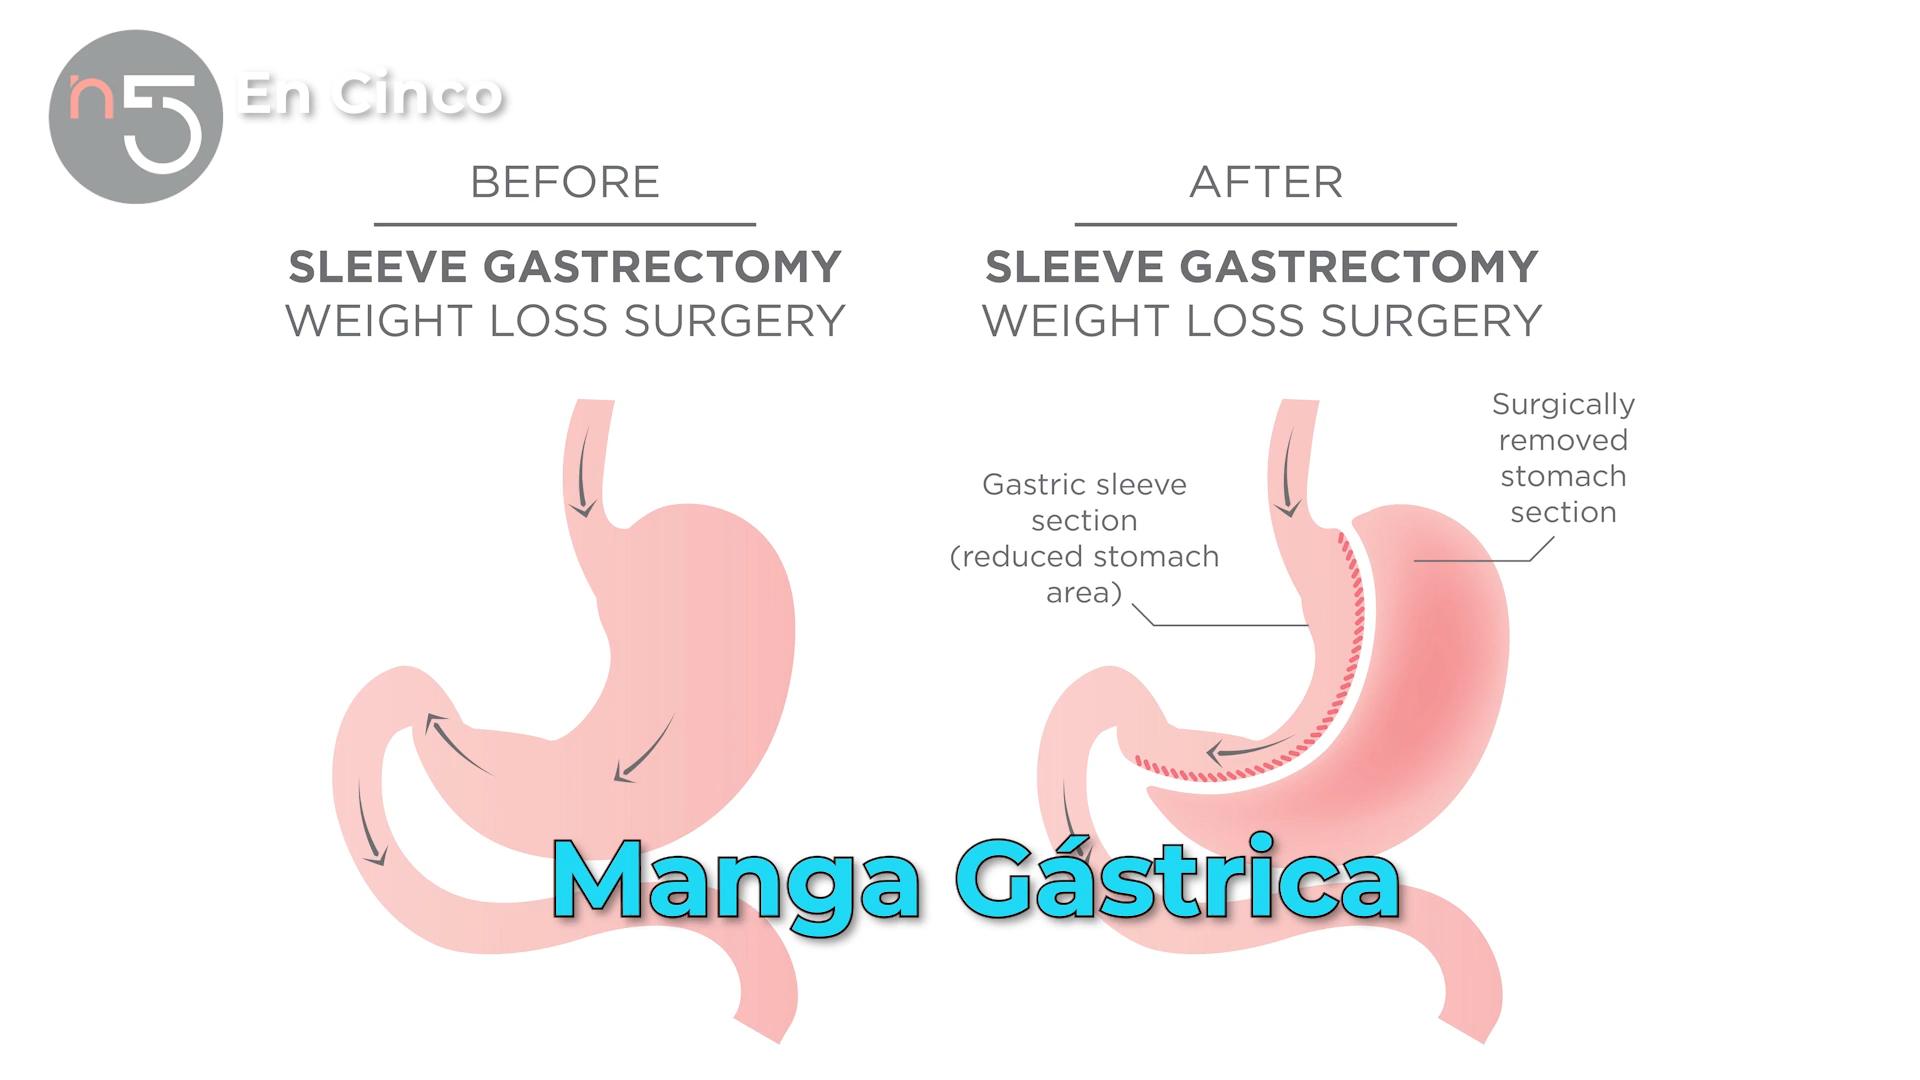 n5
En Cinco
BEFORE
SLEEVE GASTRECTOMY
WEIGHT LOSS SURGERY
AFTER
SLEEVE GASTRECTOMY
WEIGHT LOSS SURGERY
Gastric sleeve
section
(reduced stomach
area)
Surgically
removed
stomach
section
Manga Gástrica